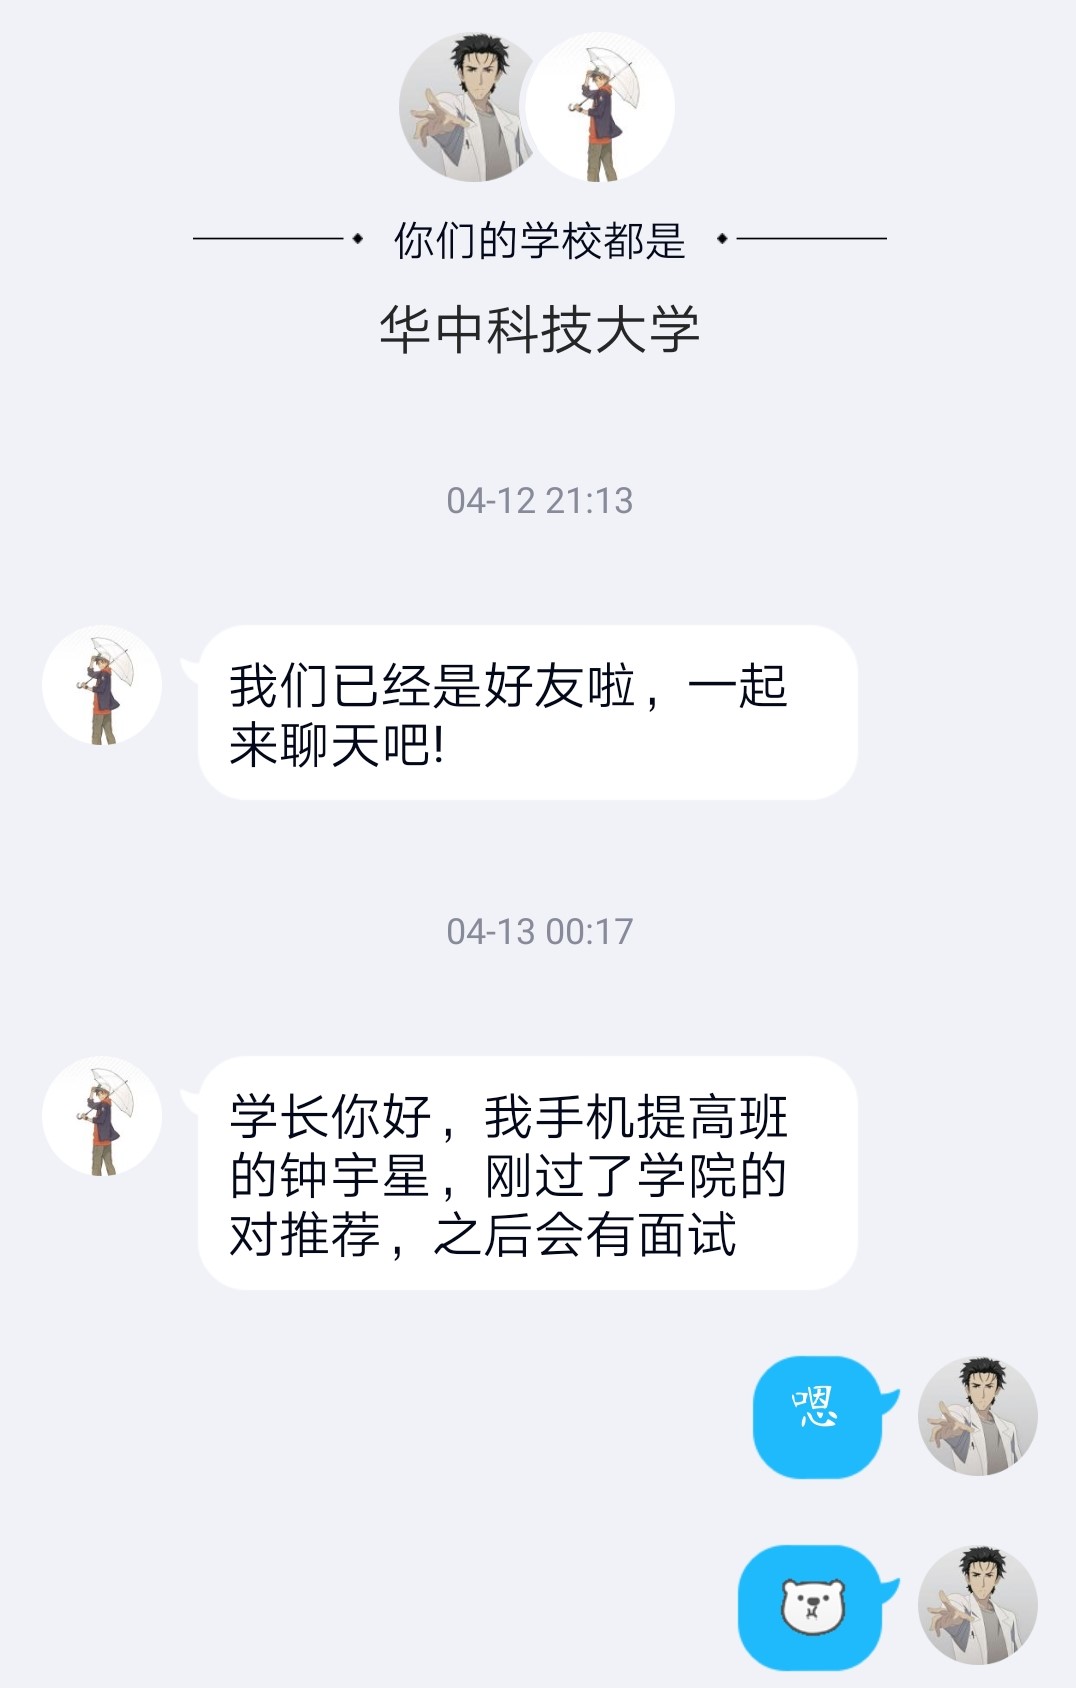 你们的学校都是
华中科技大学
04-12 21:13
我们已经是好友啦，一起
来聊天吧!
04-13 00:17
学长你好，我手机提高班
的钟宇星，刚过了学院的
对推荐，之后会有面试
嗯